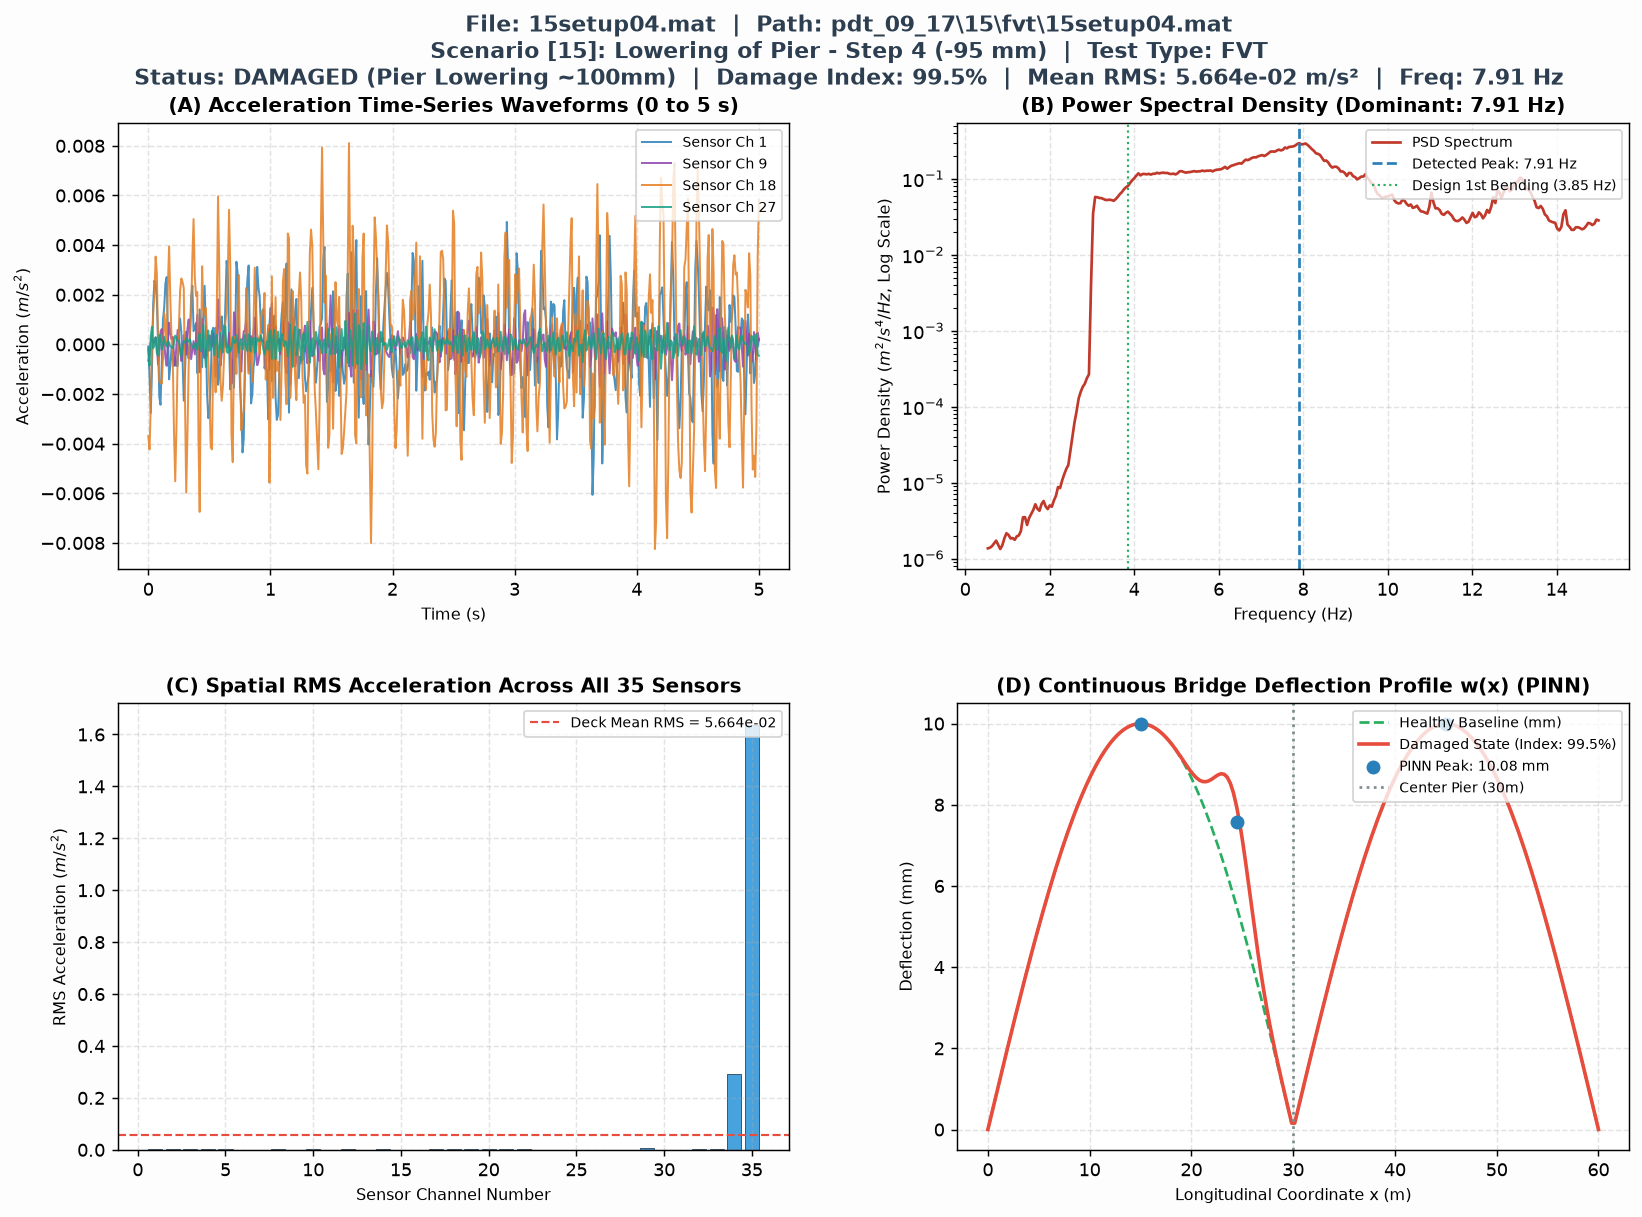 File: 15setup04.mat | Path: pdt_09_17\15\fvt\15setup04.mat
Scenario [15]: Lowering of Pier - Step 4 (-95 mm) | Test Type: FVT
Status: DAMAGED (Pier Lowering ~100mm) | Damage Index: 99.5% | Mean RMS: 5.664e-02 m/s² | Freq: 7.91 Hz
(A) Acceleration Time-Series Waveforms (0 to 5 s)
Sensor Ch 1
Sensor Ch 9
Sensor Ch 18
Sensor Ch 27
Acceleration (m/s²)
0.008
0.006
0.004
0.002
0.000
−0.002
−0.004
−0.006
−0.008
0 1 2 3 4 5
Time (s)
(B) Power Spectral Density (Dominant: 7.91 Hz)
PSD Spectrum
Detected Peak: 7.91 Hz
Design 1st Bending (3.85 Hz)
Power Density (m²/s⁴/Hz, Log Scale)
10⁻¹
10⁻²
10⁻³
10⁻⁴
10⁻⁵
10⁻⁶
0 2 4 6 8 10 12 14
Frequency (Hz)
(C) Spatial RMS Acceleration Across All 35 Sensors
Deck Mean RMS = 5.664e-02
RMS Acceleration (m/s²)
1.6
1.4
1.2
1.0
0.8
0.6
0.4
0.2
0.0
0 5 10 15 20 25 30 35
Sensor Channel Number
(D) Continuous Bridge Deflection Profile w(x) (PINN)
Healthy Baseline (mm)
Damaged State (Index: 99.5%)
PINN Peak: 10.08 mm
Center Pier (30m)
Deflection (mm)
10
8
6
4
2
0
0 10 20 30 40 50 60
Longitudinal Coordinate x (m)